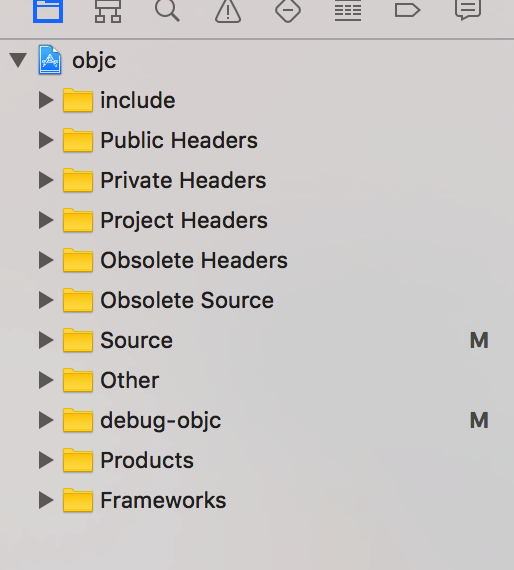 objc
include
Public Headers
Private Headers
Project Headers
Obsolete Headers
Obsolete Source
Source M
Other
debug-objc M
Products
Frameworks